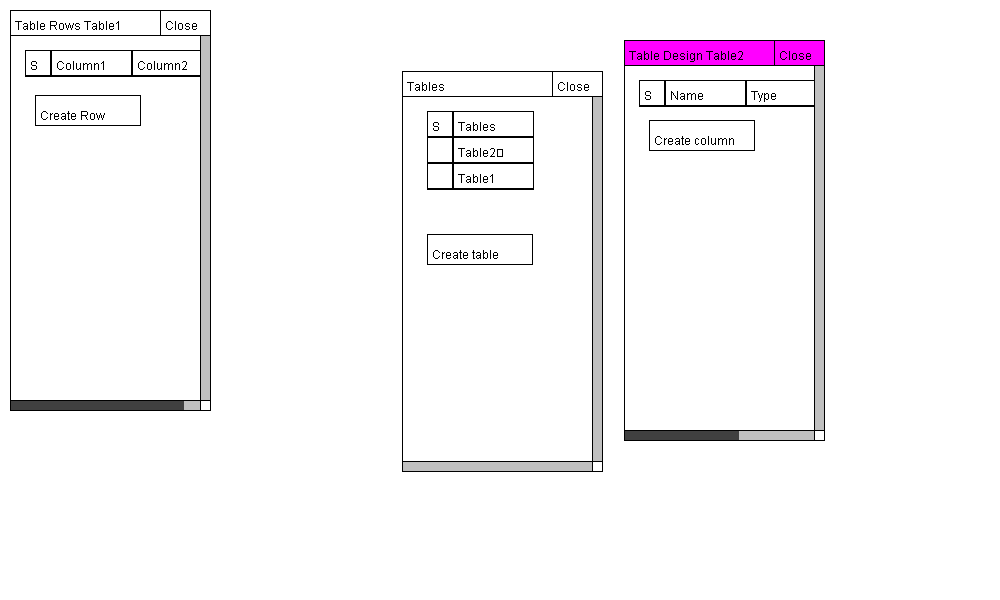 Table Rows Table1 Close
S Column1 Column2
Create Row
Tables Close
S Tables
Table2▯
Table1
Create table
Table Design Table2 Close
S Name Type
Create column